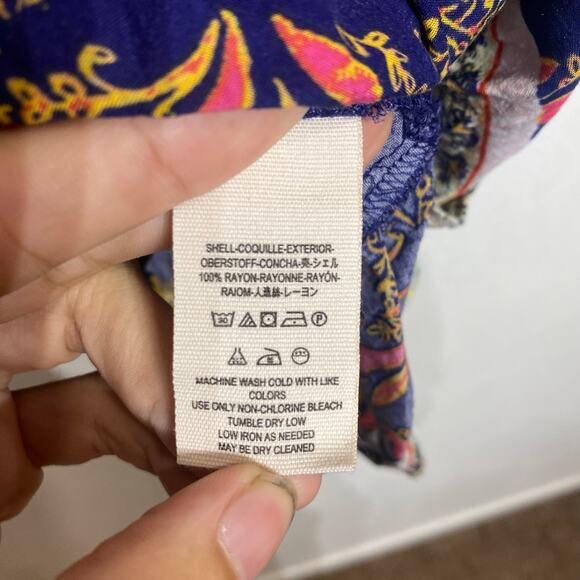 SHELL-COQUILLE-EXTERIOR-
OBERSTOFF-CONCHA-壳-シェル
100% RAYON-RAYONNE-RAYÓN-
RAIOM-人造絲-レーヨン
MACHINE WASH COLD WITH LIKE
COLORS
USE ONLY NON-CHLORINE BLEACH
TUMBLE DRY LOW
LOW IRON AS NEEDED
MAY BE DRY CLEANED